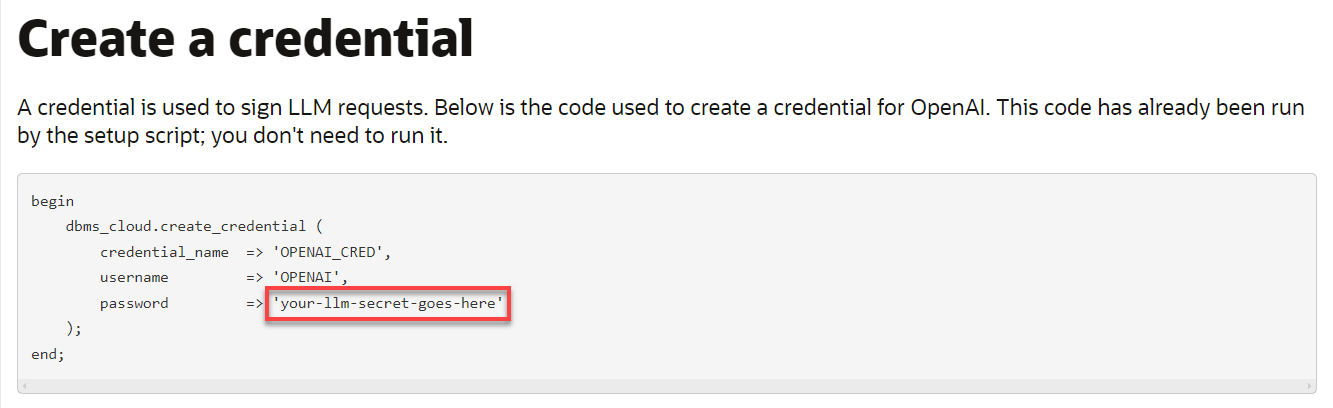 Create a credential
A credential is used to sign LLM requests. Below is the code used to create a credential for OpenAI. This code has already been run
by the setup script; you don't need to run it.
begin
    dbms_cloud.create_credential (
        credential_name  => 'OPENAI_CRED',
        username         => 'OPENAI',
        password         => 'your-llm-secret-goes-here'
    );
end;